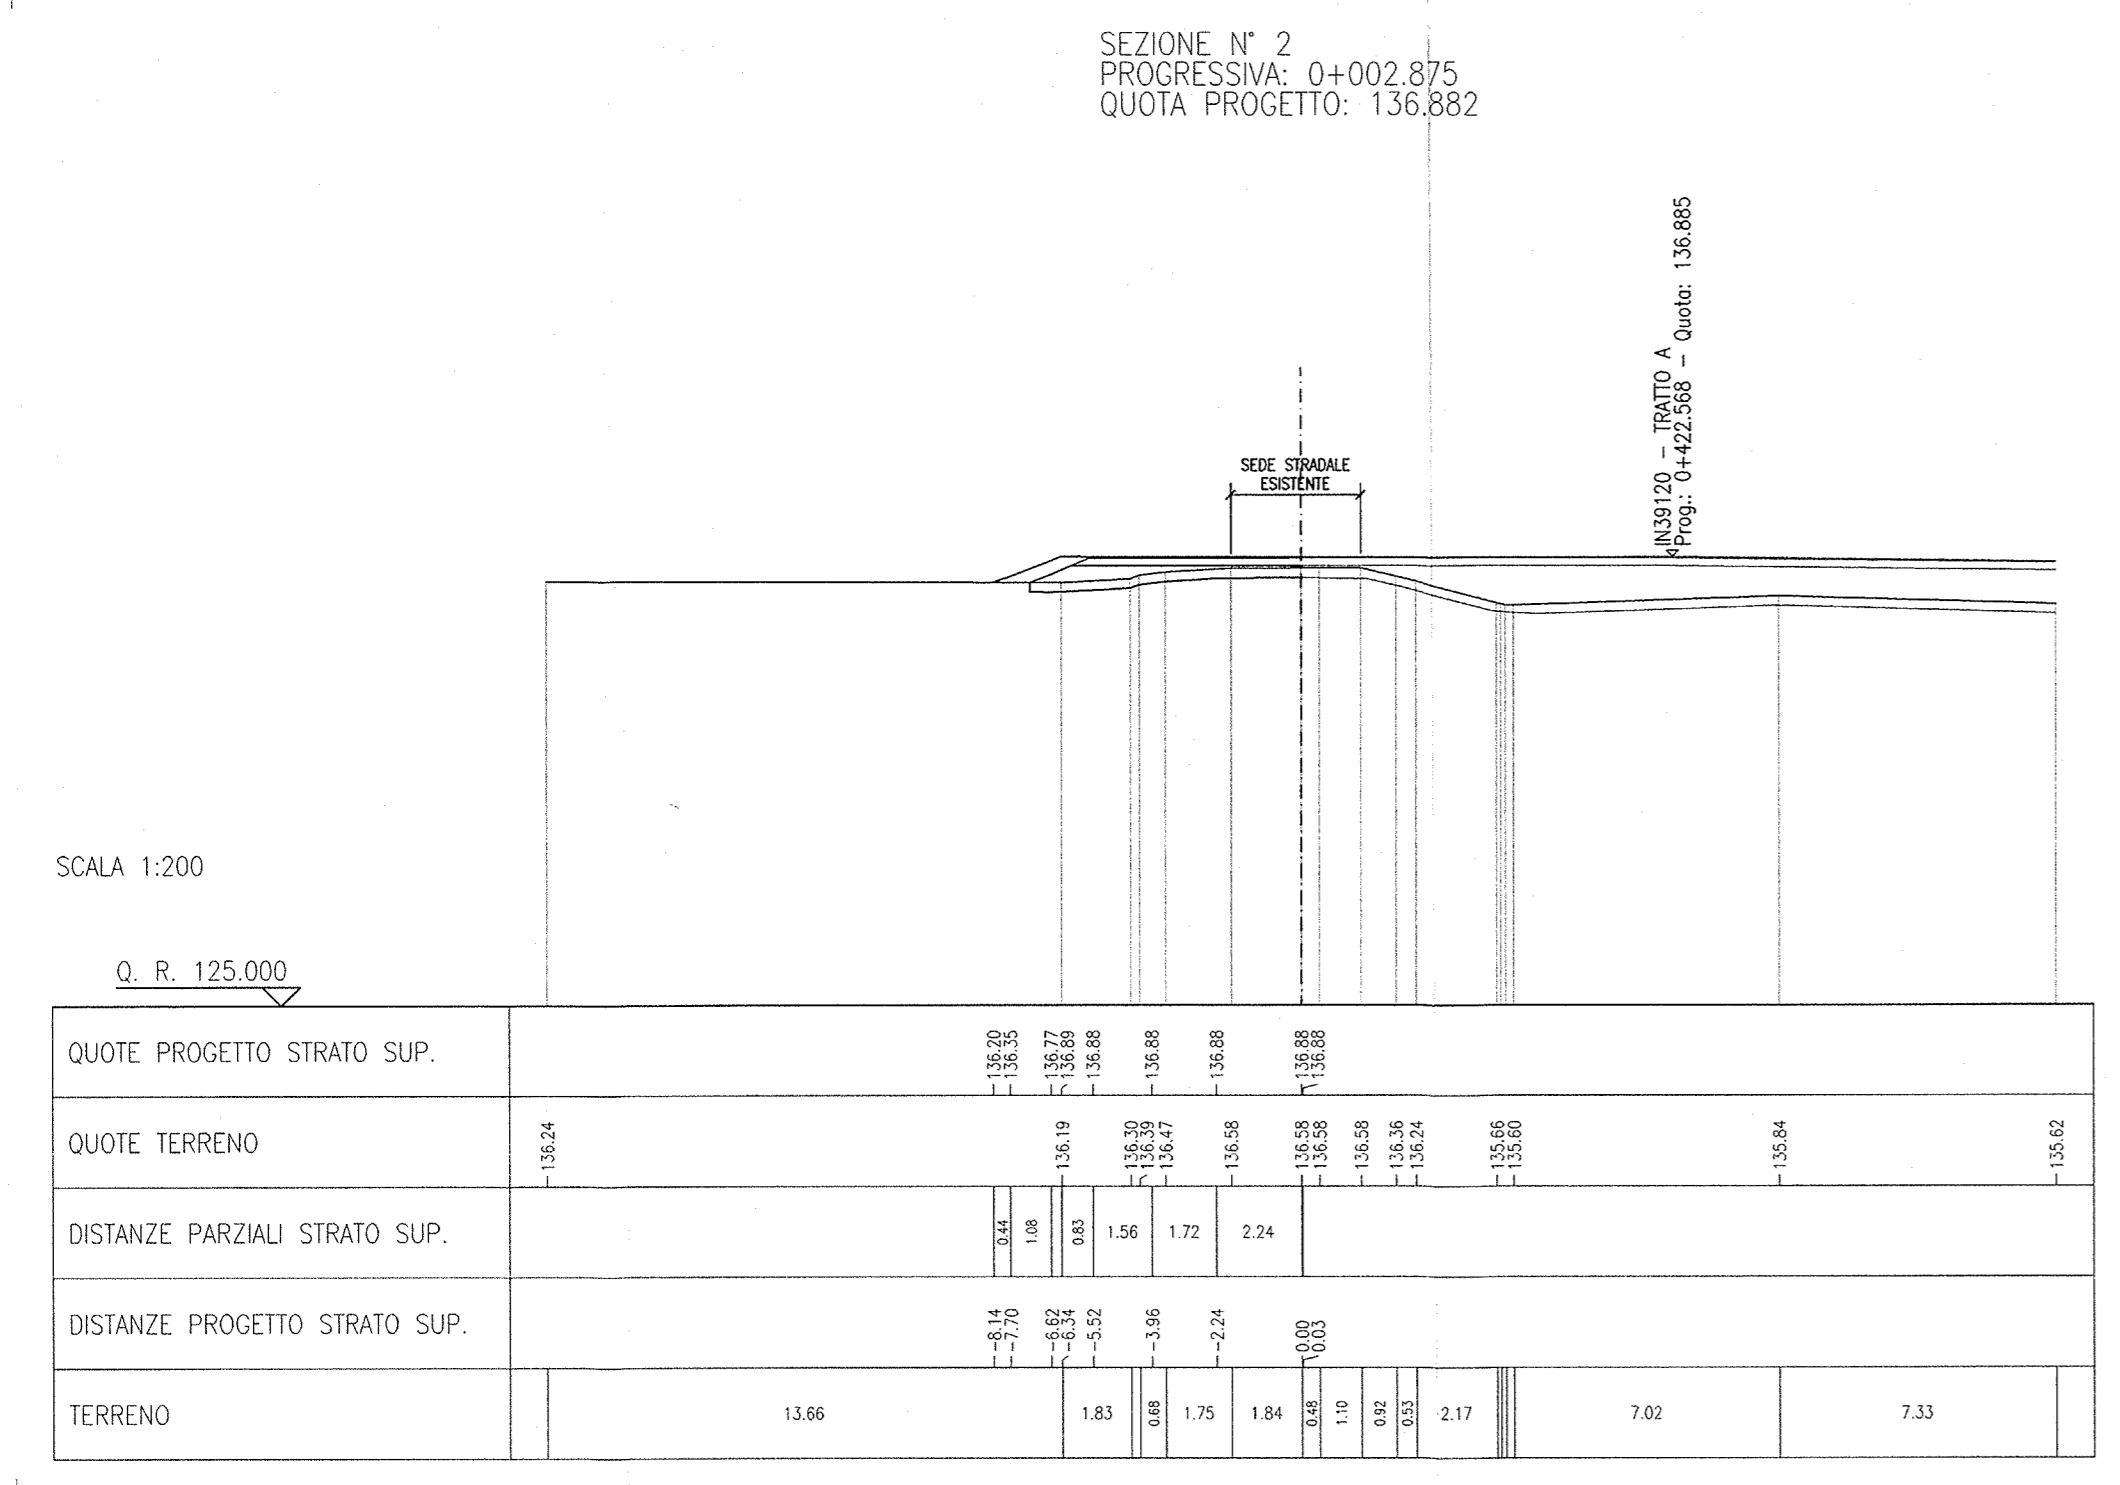 SEZIONE N° 2
PROGRESSIVA: 0+002.875
QUOTA PROGETTO: 136.882
IN39120 - TRATTO A
Prog.: 0+422.568 - Quota: 136.885
SEDE STRADALE
ESISTENTE
SCALA 1:200
Q. R. 125.000
QUOTE PROGETTO STRATO SUP.
136.20 136.35 136.77 136.89 136.88 136.88 136.88 136.88 136.88
QUOTE TERRENO
136.24 136.19 136.30 136.39 136.47 136.58 136.58 136.58 136.58 136.36 136.24 135.66 135.60 135.84 135.62
DISTANZE PARZIALI STRATO SUP.
0.44 1.08 0.83 1.56 1.72 2.24
DISTANZE PROGETTO STRATO SUP.
-8.14 -7.70 -6.62 -6.34 -5.52 -3.96 -2.24 0.00 0.03
TERRENO
13.66 1.83 0.68 1.75 1.84 0.48 1.10 0.92 0.53 2.17 7.02 7.33